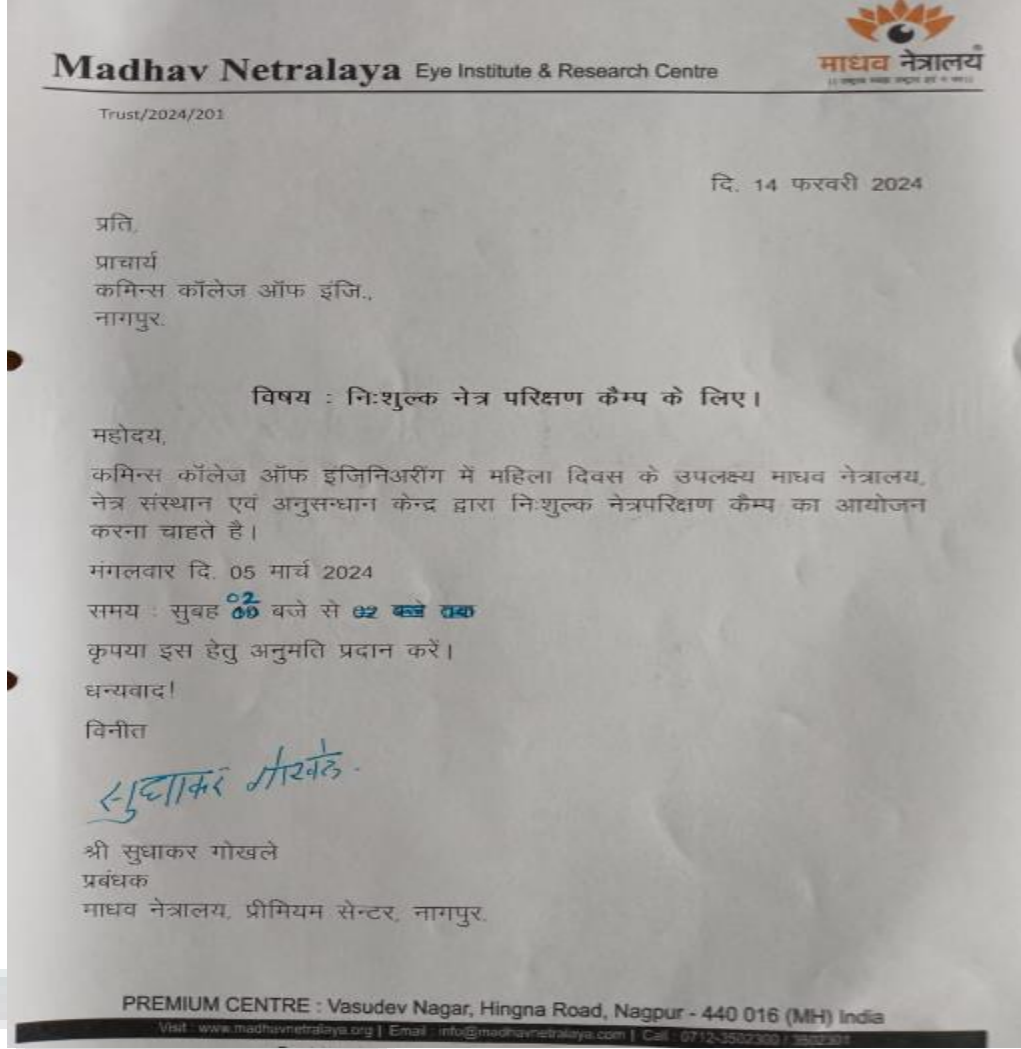 Madhav Netralaya Eye Institute & Research Centre
माधव नेत्रालय
Trust/2024/201
दि. 14 फरवरी 2024
प्रति,
प्राचार्य
कमिन्स कॉलेज ऑफ इंजि.,
नागपुर.
विषय : निःशुल्क नेत्र परिक्षण कैम्प के लिए।
महोदय,
कमिन्स कॉलेज ऑफ इंजिनिअरींग में महिला दिवस के उपलक्ष्य माधव नेत्रालय,
नेत्र संस्थान एवं अनुसन्धान केन्द्र द्वारा निःशुल्क नेत्रपरिक्षण कैम्प का आयोजन
करना चाहते है।
मंगलवार दि. 05 मार्च 2024
02
समय : सुबह बजे से 02 बजे तक
कृपया इस हेतु अनुमति प्रदान करें।
धन्यवाद!
विनीत
सुधाकर गोखले.
श्री सुधाकर गोखले
प्रबंधक
माधव नेत्रालय, प्रीमियम सेन्टर, नागपुर.
PREMIUM CENTRE : Vasudev Nagar, Hingna Road, Nagpur - 440 016 (MH) India
Visit : www.madhavnetralaya.org | Email : info@madhavnetralaya.com | Call : 0712-3502300 / 3502301